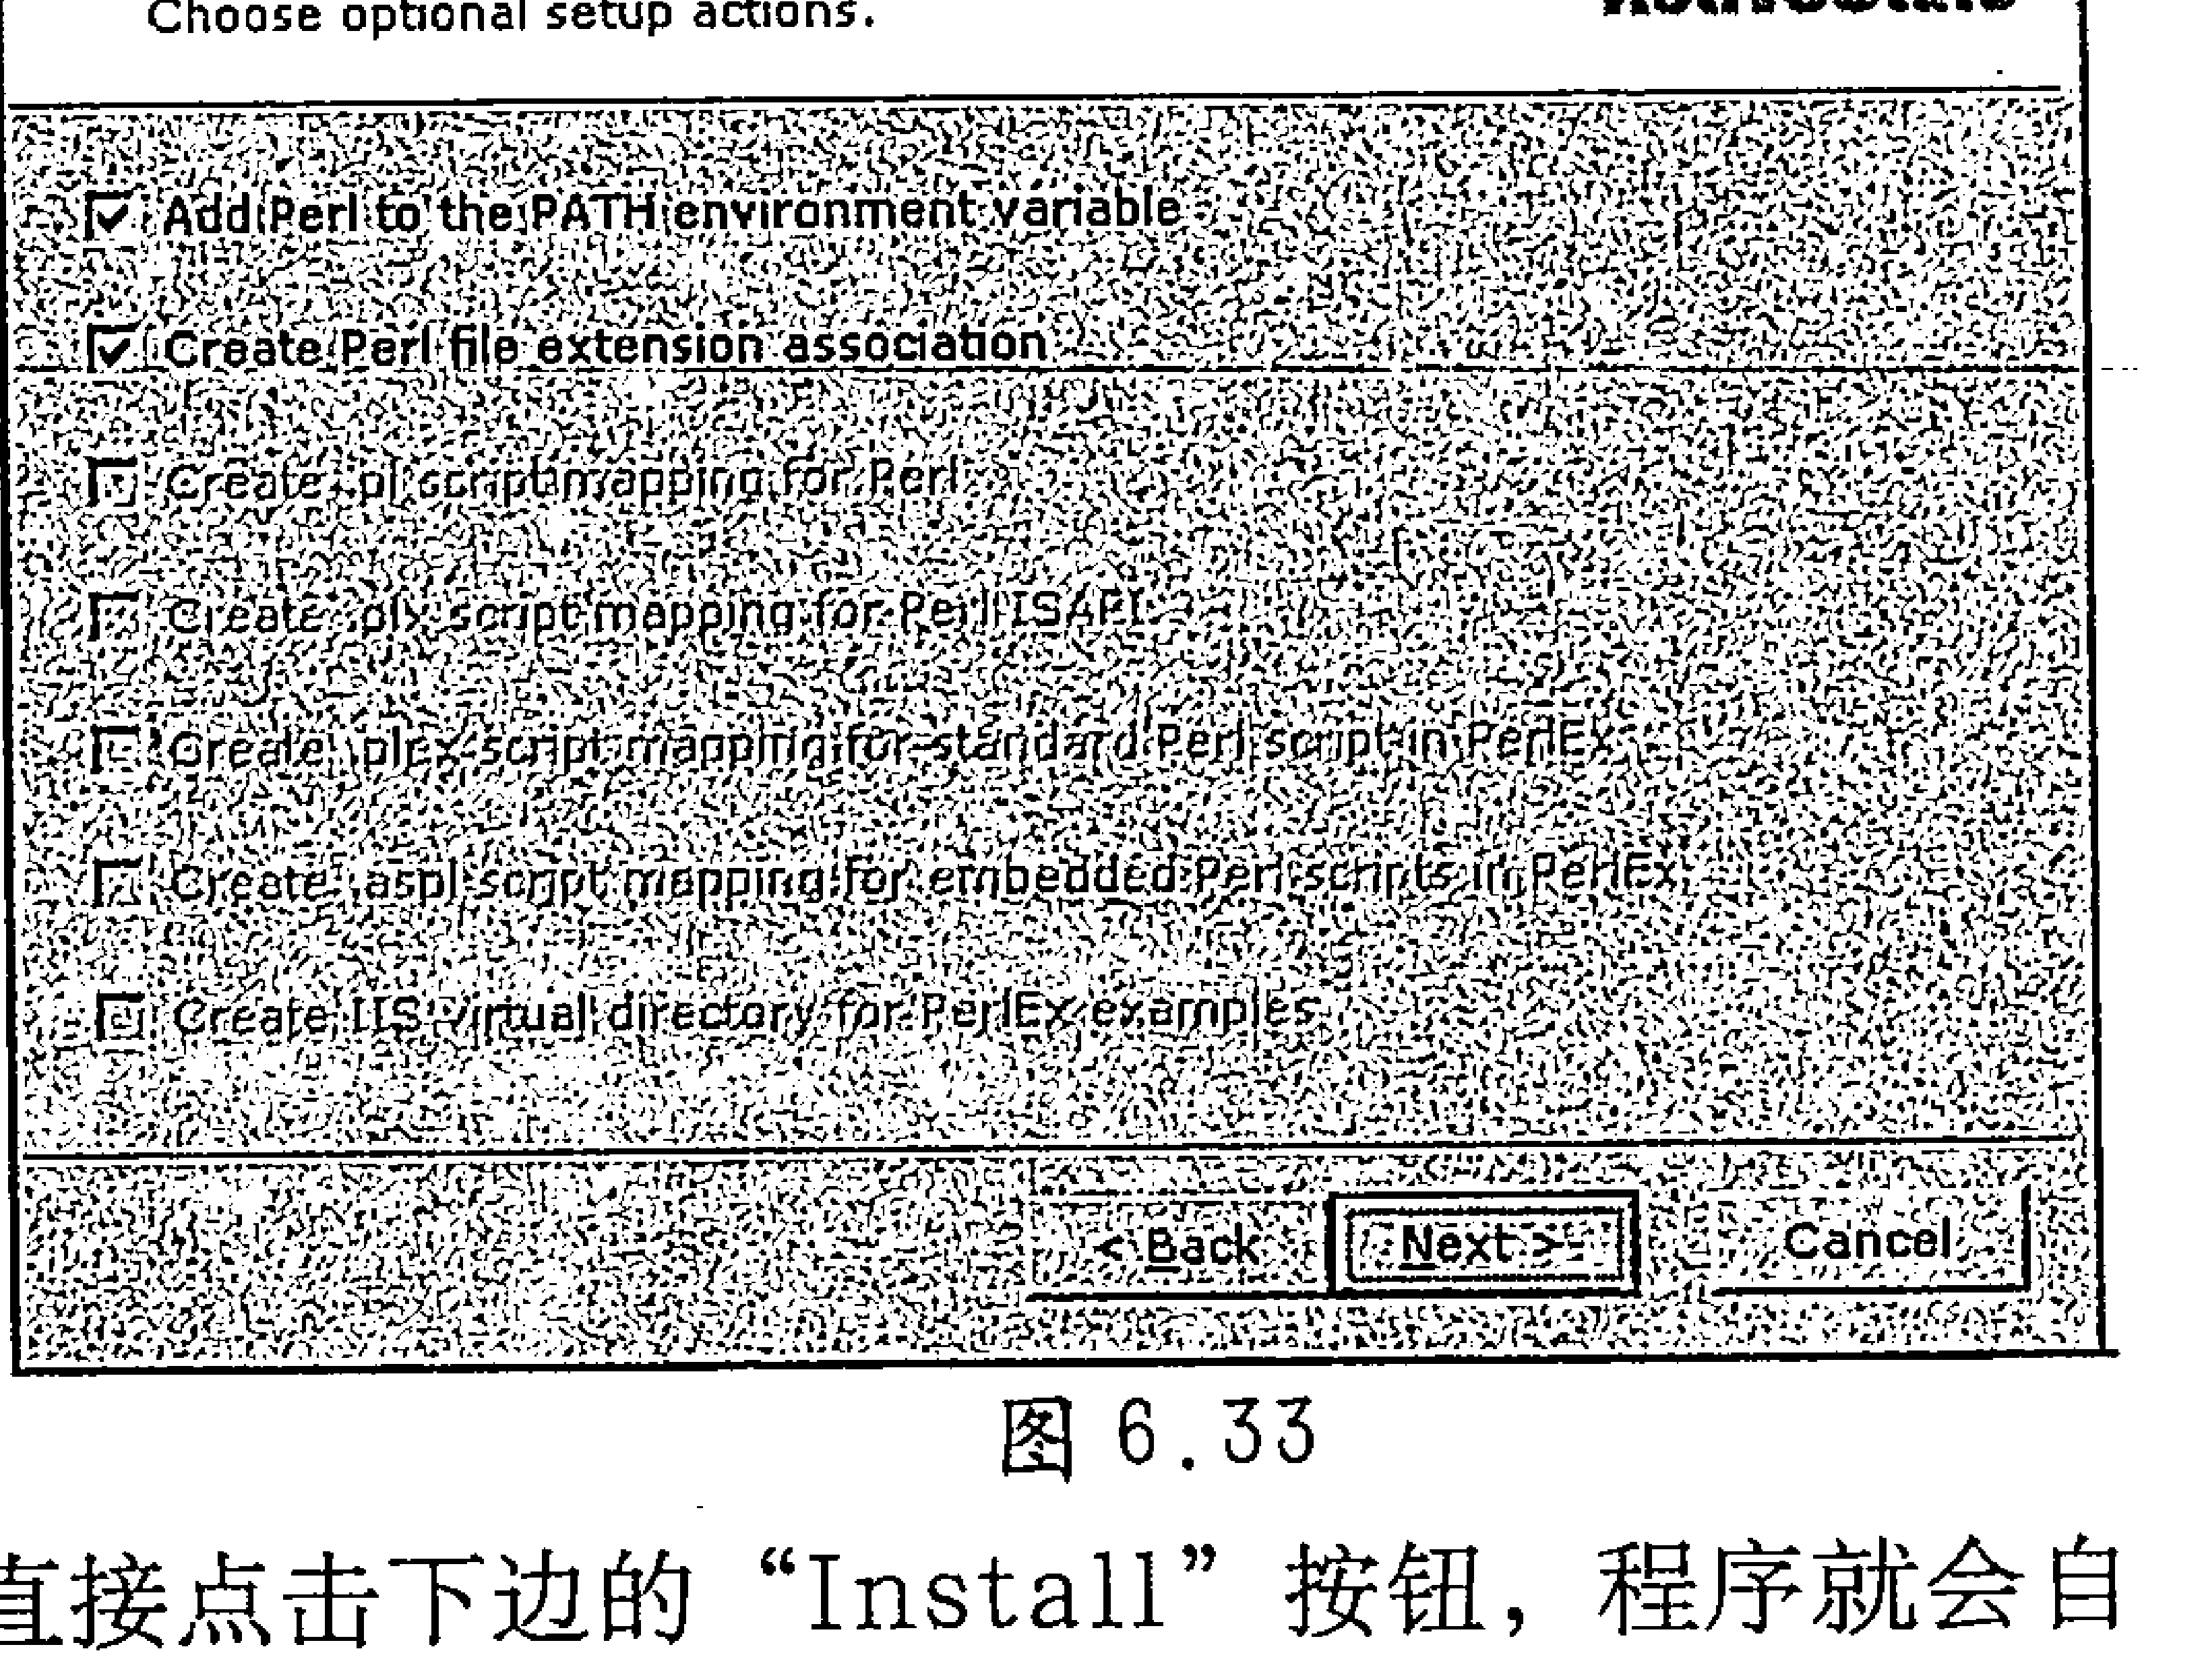 Choose optional setup actions.
Add Perl to the PATH environment variable
Create Perl file extension association
Create .pl script mapping for Perl
Create .plx script mapping for Perl ISAPI
Create .plex script mapping for standard Perl script in PerlEx
Create .aspl script mapping for embedded Perl scripts in PerlEx
Create IIS virtual directory for PerlEx examples
< Back Next > Cancel
图 6.33
直接点击下边的 “Install” 按钮，程序就会自